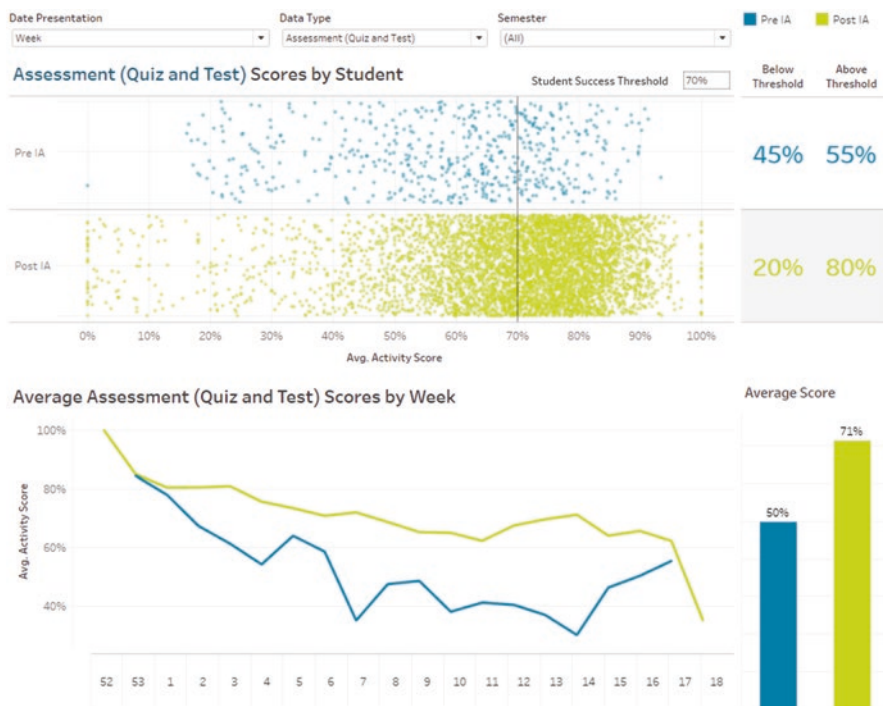 Date Presentation Data Type Semester Pre IA Post IA
Week Assessment (Quiz and Test) (All)
Assessment (Quiz and Test) Scores by Student Student Success Threshold 70% Below Threshold Above Threshold
Pre IA 45% 55%
Post IA 20% 80%
0% 10% 20% 30% 40% 50% 60% 70% 80% 90% 100%
Avg. Activity Score
Average Assessment (Quiz and Test) Scores by Week Average Score
100%
80%
60%
40%
Avg. Activity Score
71%
50%
52 53 1 2 3 4 5 6 7 8 9 10 11 12 13 14 15 16 17 18